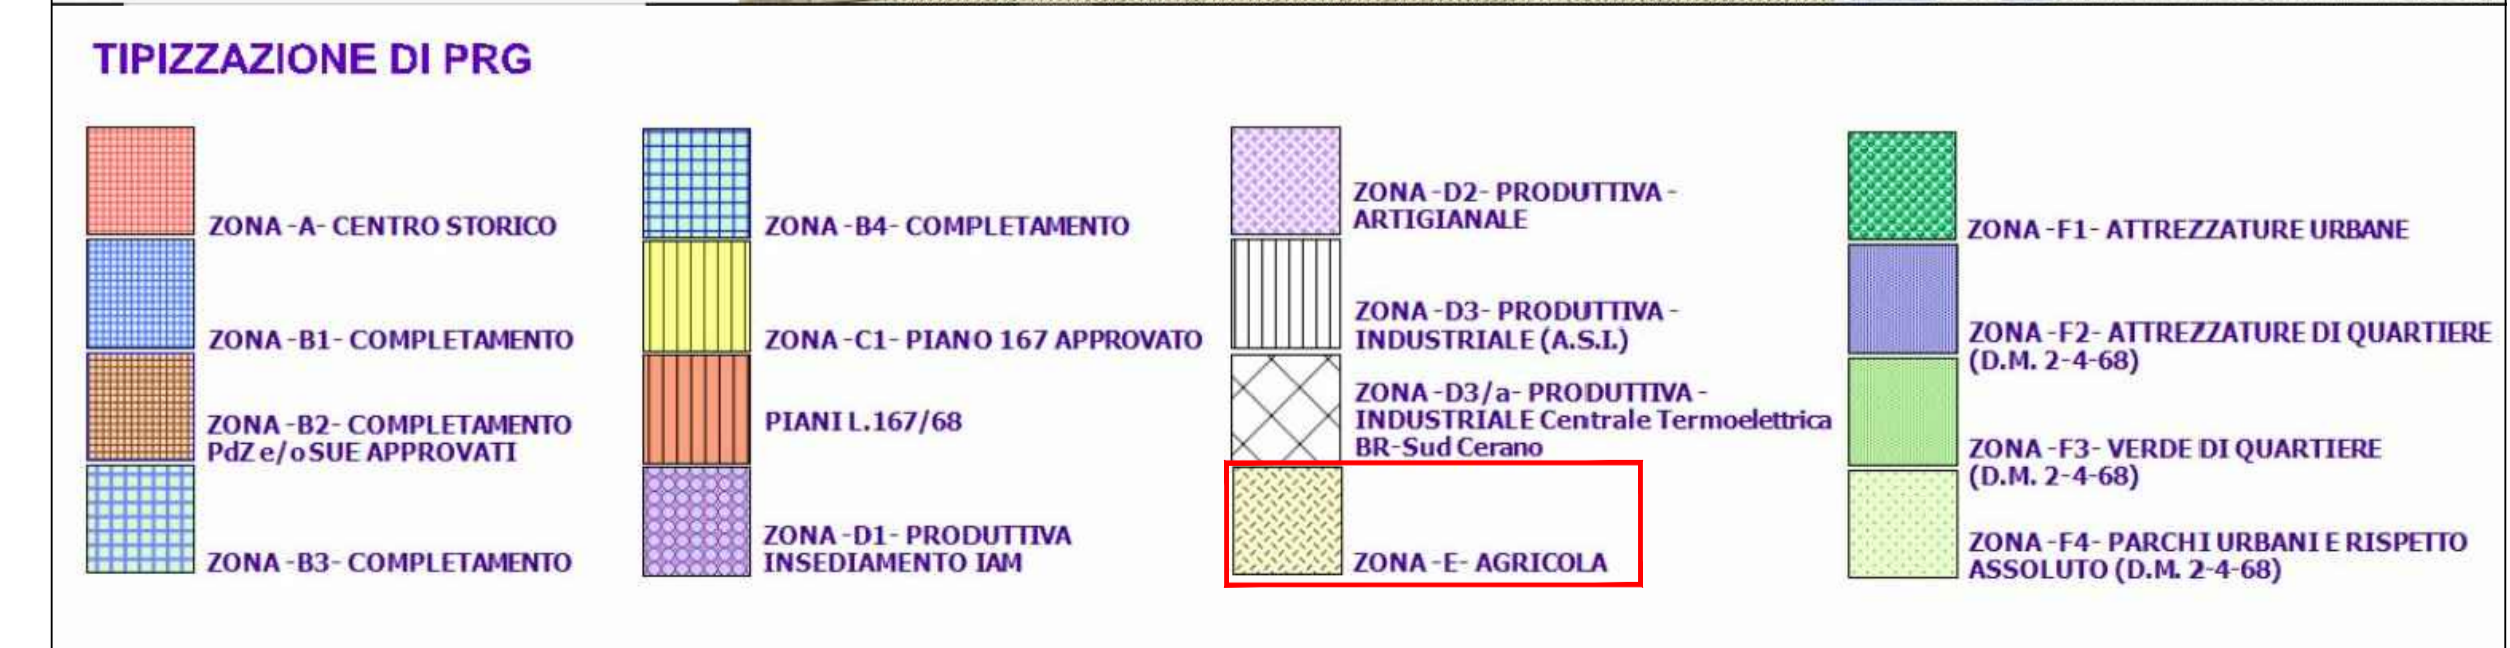 TIPIZZAZIONE DI PRG
ZONA -A- CENTRO STORICO
ZONA -B1- COMPLETAMENTO
ZONA -B2- COMPLETAMENTO
PdZ e/o SUE APPROVATI
ZONA -B3- COMPLETAMENTO
ZONA -B4- COMPLETAMENTO
ZONA -C1- PIANO 167 APPROVATO
PIANI L.167/68
ZONA -D1- PRODUTTIVA
INSEDIAMENTO IAM
ZONA -D2- PRODUTTIVA -
ARTIGIANALE
ZONA -D3- PRODUTTIVA -
INDUSTRIALE (A.S.I.)
ZONA -D3/a- PRODUTTIVA -
INDUSTRIALE Centrale Termoelettrica
BR-Sud Cerano
ZONA -E- AGRICOLA
ZONA -F1- ATTREZZATURE URBANE
ZONA -F2- ATTREZZATURE DI QUARTIERE
(D.M. 2-4-68)
ZONA -F3- VERDE DI QUARTIERE
(D.M. 2-4-68)
ZONA -F4- PARCHI URBANI E RISPETTO
ASSOLUTO (D.M. 2-4-68)